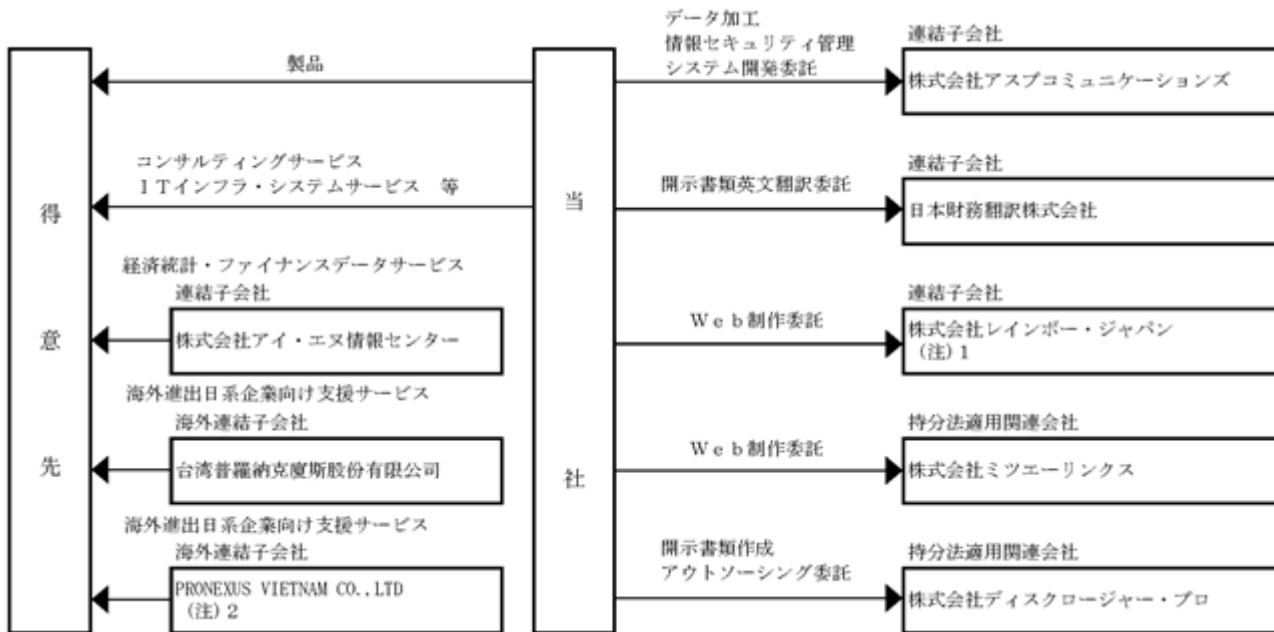 データ加工
情報セキュリティ管理
システム開発委託
連結子会社
製品
株式会社アスプコミュニケーションズ
コンサルティングサービス
ITインフラ・システムサービス 等
開示書類英文翻訳委託
連結子会社
日本財務翻訳株式会社
得意先
当社
経済統計・ファイナンスデータサービス
連結子会社
株式会社アイ・エヌ情報センター
Web制作委託
連結子会社
株式会社レインボー・ジャパン
(注)1
海外進出日系企業向け支援サービス
海外連結子会社
台湾普羅納克廈斯股份有限公司
Web制作委託
持分法適用関連会社
株式会社ミツエーリンクス
海外進出日系企業向け支援サービス
海外連結子会社
PRONEXUS VIETNAM CO.,LTD
(注)2
開示書類作成
アウトソーシング委託
持分法適用関連会社
株式会社ディスクロージャー・プロ